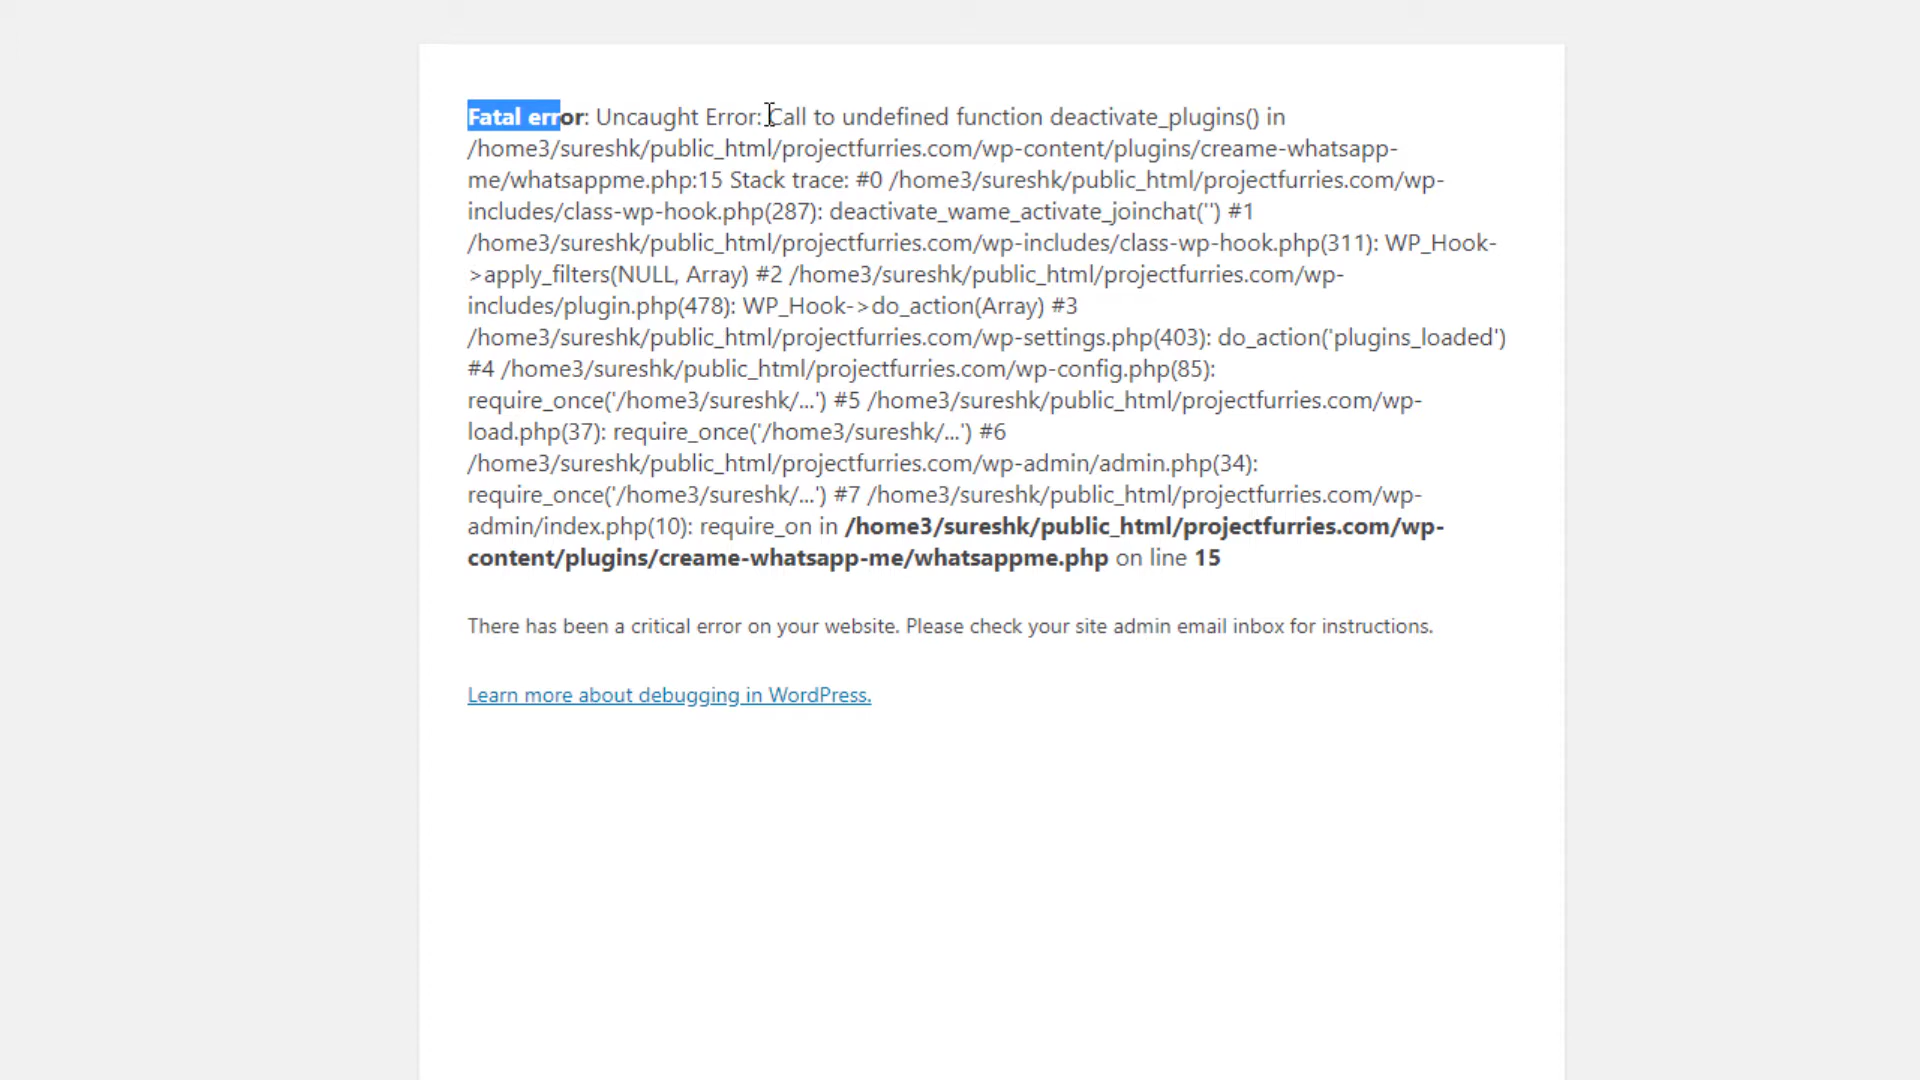 Fatal error: Uncaught Error: Call to undefined function deactivate_plugins() in
/home3/sureshk/public_html/projectfurries.com/wp-content/plugins/creame-whatsapp-
me/whatsappme.php:15 Stack trace: #0 /home3/sureshk/public_html/projectfurries.com/wp-
includes/class-wp-hook.php(287): deactivate_wame_activate_joinchat('') #1
/home3/sureshk/public_html/projectfurries.com/wp-includes/class-wp-hook.php(311): WP_Hook-
>apply_filters(NULL, Array) #2 /home3/sureshk/public_html/projectfurries.com/wp-
includes/plugin.php(478): WP_Hook->do_action(Array) #3
/home3/sureshk/public_html/projectfurries.com/wp-settings.php(403): do_action('plugins_loaded')
#4 /home3/sureshk/public_html/projectfurries.com/wp-config.php(85):
require_once('/home3/sureshk/...') #5 /home3/sureshk/public_html/projectfurries.com/wp-
load.php(37): require_once('/home3/sureshk/...') #6
/home3/sureshk/public_html/projectfurries.com/wp-admin/admin.php(34):
require_once('/home3/sureshk/...') #7 /home3/sureshk/public_html/projectfurries.com/wp-
admin/index.php(10): require_on in /home3/sureshk/public_html/projectfurries.com/wp-
content/plugins/creame-whatsapp-me/whatsappme.php on line 15
There has been a critical error on your website. Please check your site admin email inbox for instructions.
Learn more about debugging in WordPress.